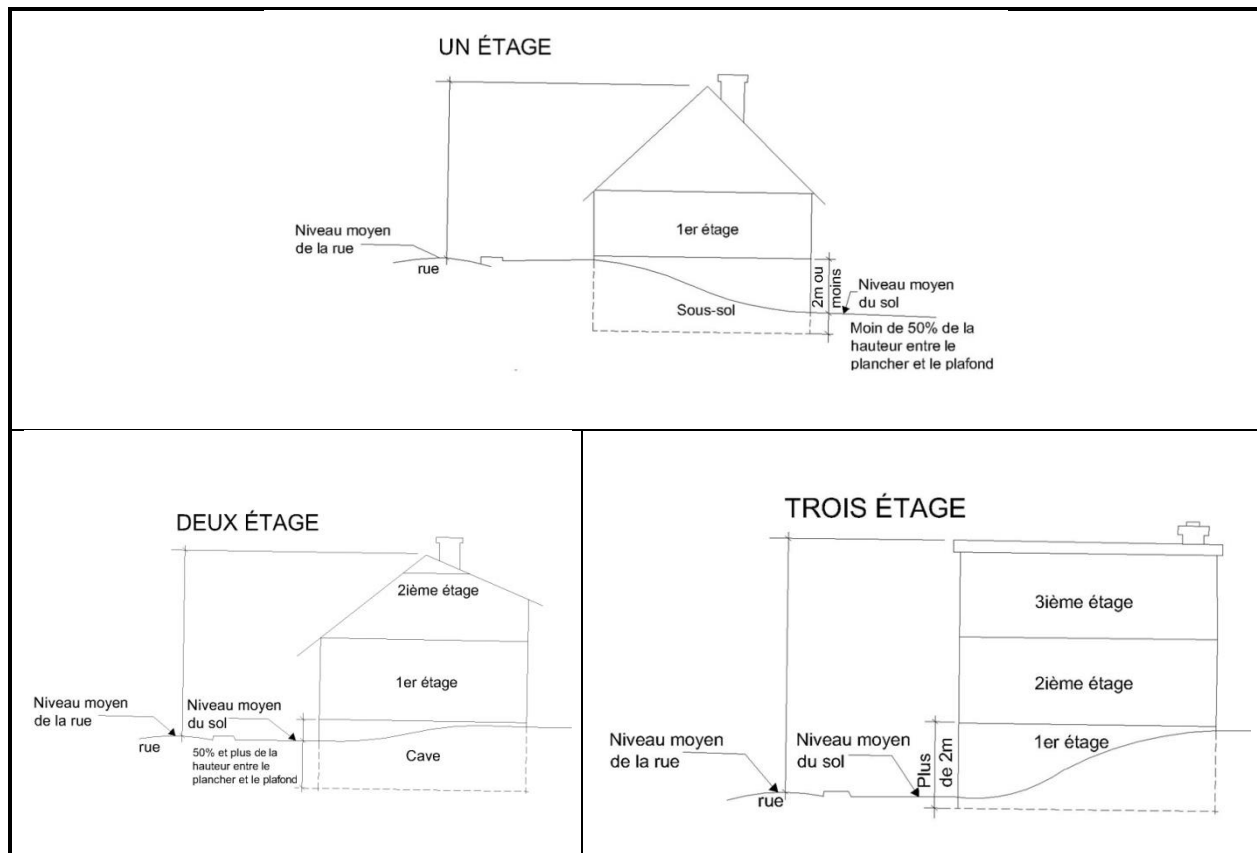 UN ÉTAGE
Niveau moyen
de la rue
rue
1er étage
2m ou
moins
Sous-sol
Niveau moyen
du sol
Moin de 50% de la
hauteur entre le
plancher et le plafond
DEUX ÉTAGE
2ième étage
1er étage
Niveau moyen
de la rue
rue
Niveau moyen
du sol
50% et plus de la
hauteur entre le
plancher et le plafond
Cave
TROIS ÉTAGE
3ième étage
2ième étage
1er étage
Niveau moyen
de la rue
rue
Niveau moyen
du sol
Plus
de 2m